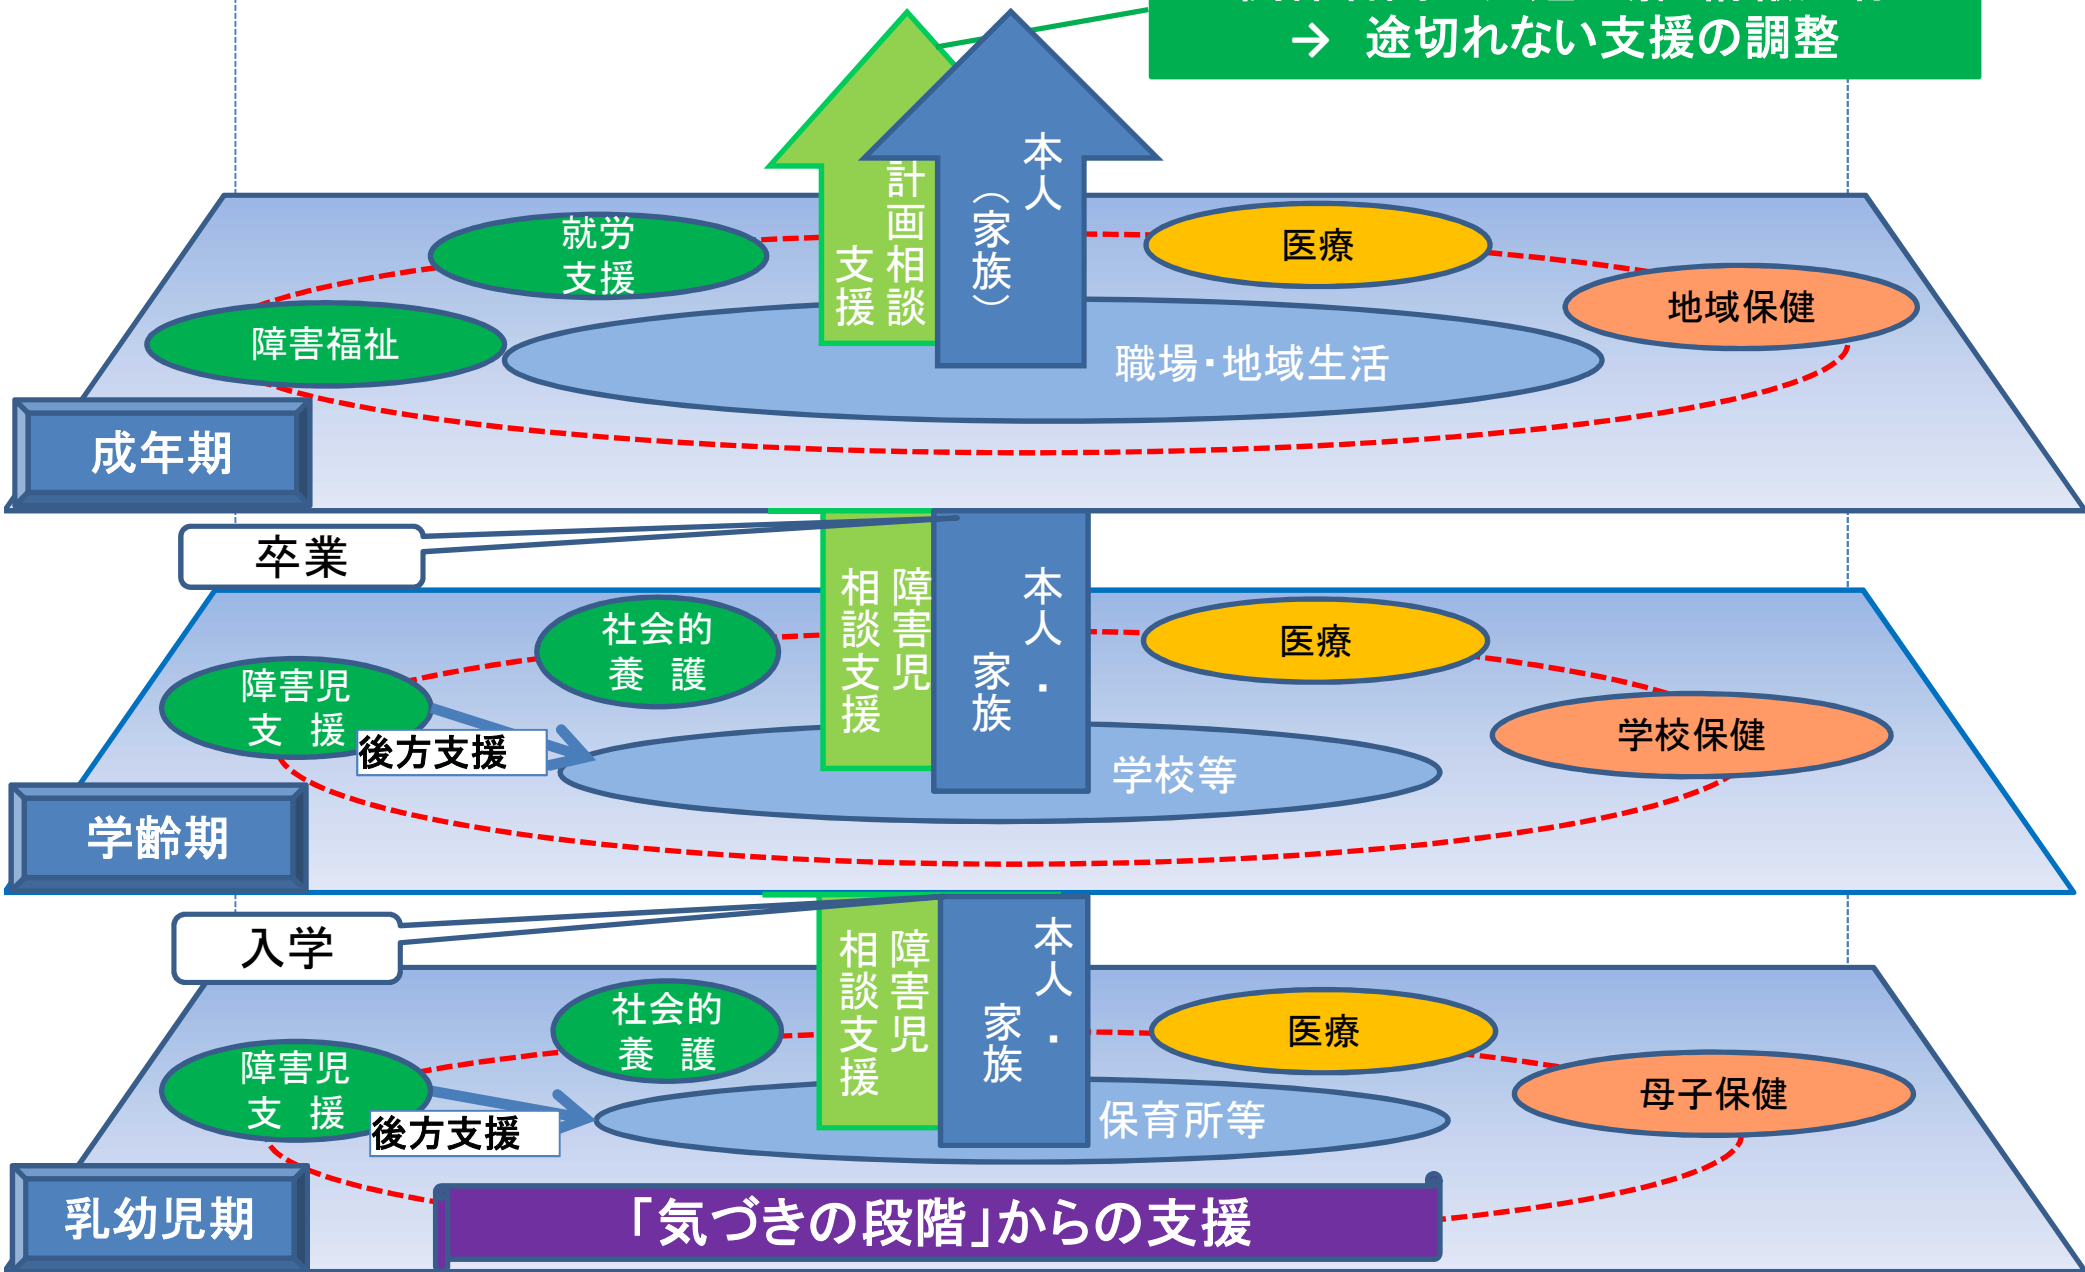 → 途切れない支援の調整
計画相談
支援
本人
（家族）
就労
支援
医療
地域保健
障害福祉
職場・地域生活
成年期
卒業
障害児
相談支援
本人・
家族
社会的
養 護
医療
障害児
支 援
後方支援
学校保健
学校等
学齢期
入学
障害児
相談支援
本人・
家族
社会的
養 護
医療
障害児
支 援
後方支援
母子保健
保育所等
乳幼児期
「気づきの段階」からの支援